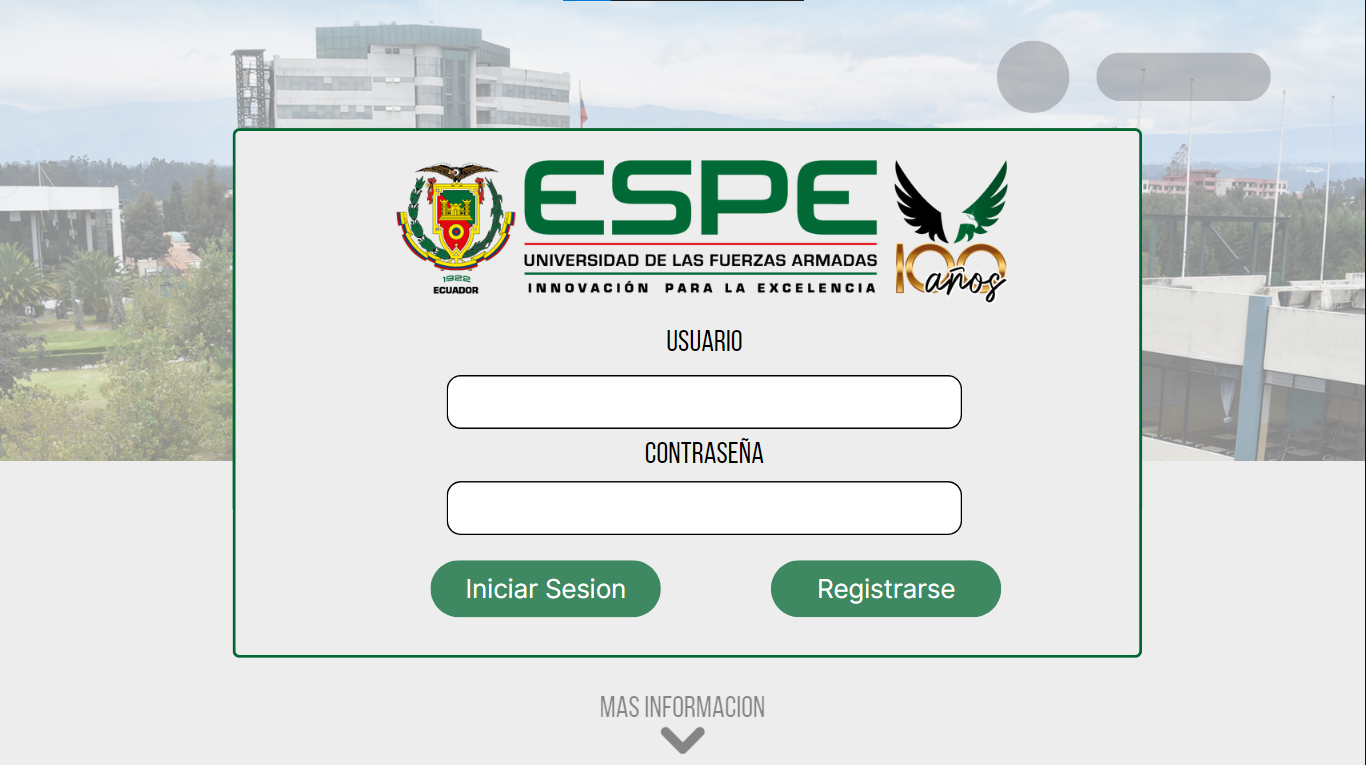 ESPE
UNIVERSIDAD DE LAS FUERZAS ARMADAS
INNOVACIÓN PARA LA EXCELENCIA
1922
ECUADOR
100
años
USUARIO
CONTRASEÑA
Iniciar Sesion
Registrarse
MAS INFORMACION